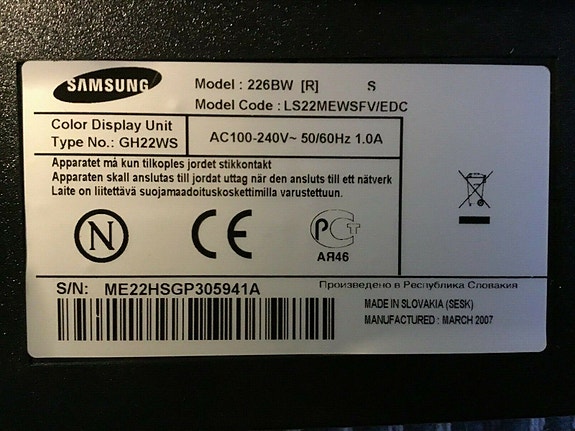 SAMSUNG
Model : 226BW [R] S
Model Code : LS22MEWSFV/EDC
Color Display Unit
Type No.: GH22WS
AC100-240V~ 50/60Hz 1.0A
Apparatet må kun tilkoples jordet stikkontakt
Apparaten skall anslutas till jordat uttag när den ansluts till ett nätverk
Laite on liitettävä suojamaadoituskoskettimilla varustettuun.
N
CE
PCT
АЯ46
S/N: ME22HSGP305941A
Произведено в Республика Словакия
MADE IN SLOVAKIA (SESK)
MANUFACTURED : MARCH 2007